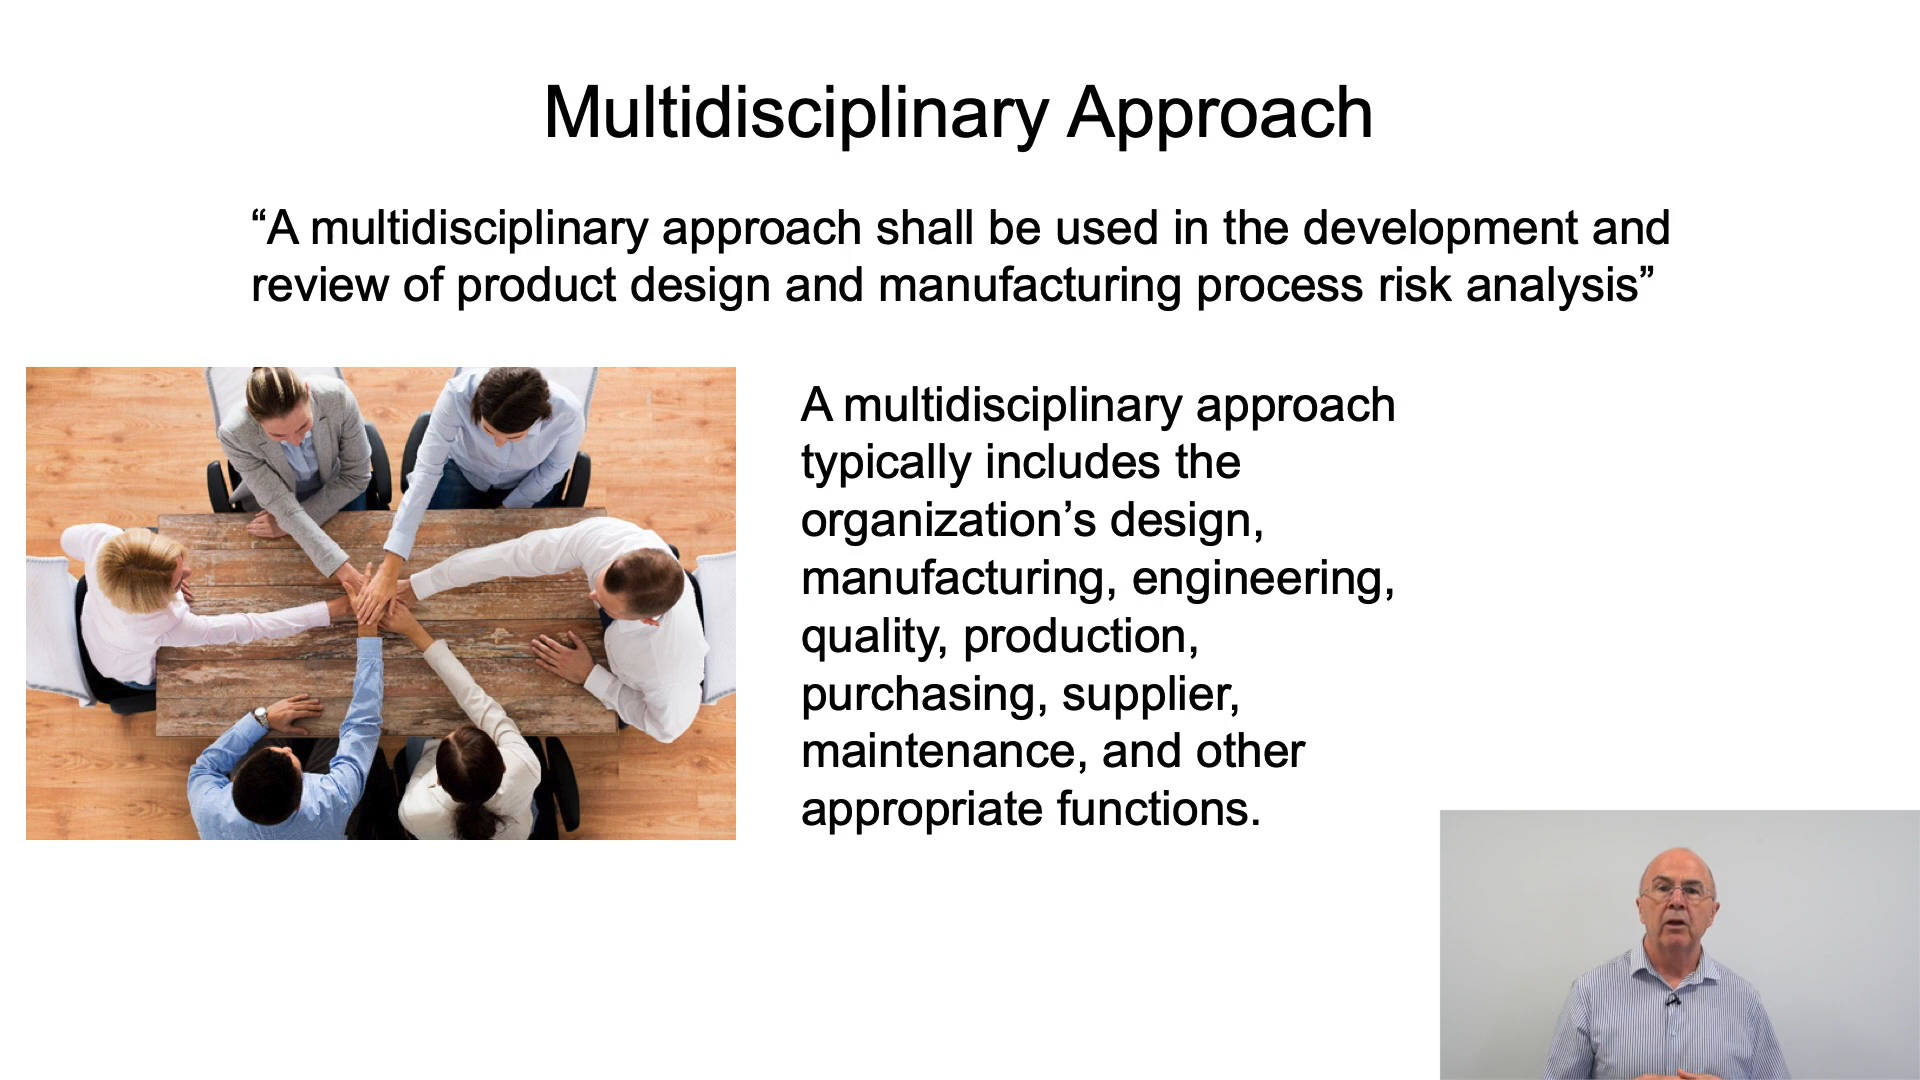 Multidisciplinary Approach
“A multidisciplinary approach shall be used in the development and
review of product design and manufacturing process risk analysis”
A multidisciplinary approach
typically includes the
organization’s design,
manufacturing, engineering,
quality, production,
purchasing, supplier,
maintenance, and other
appropriate functions.